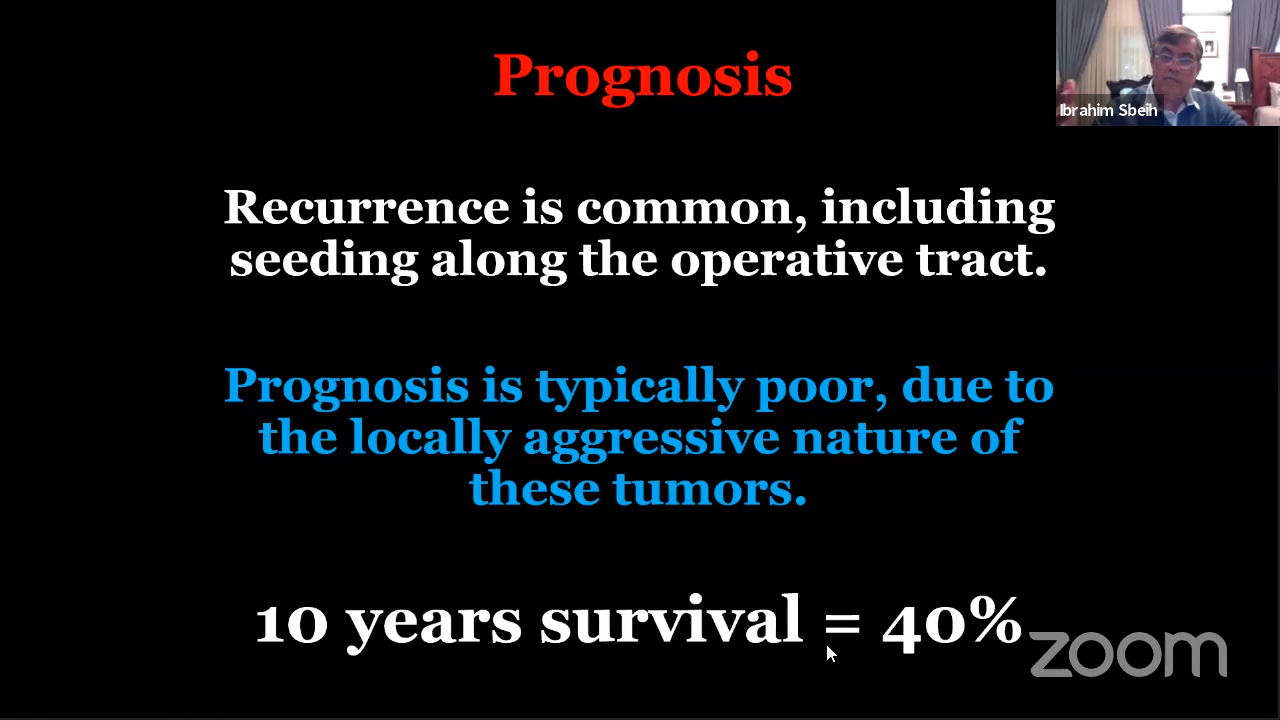 Prognosis
Ibrahim Sbeih
Recurrence is common, including
seeding along the operative tract.
Prognosis is typically poor, due to
the locally aggressive nature of
these tumors.
10 years survival = 40%
zoom